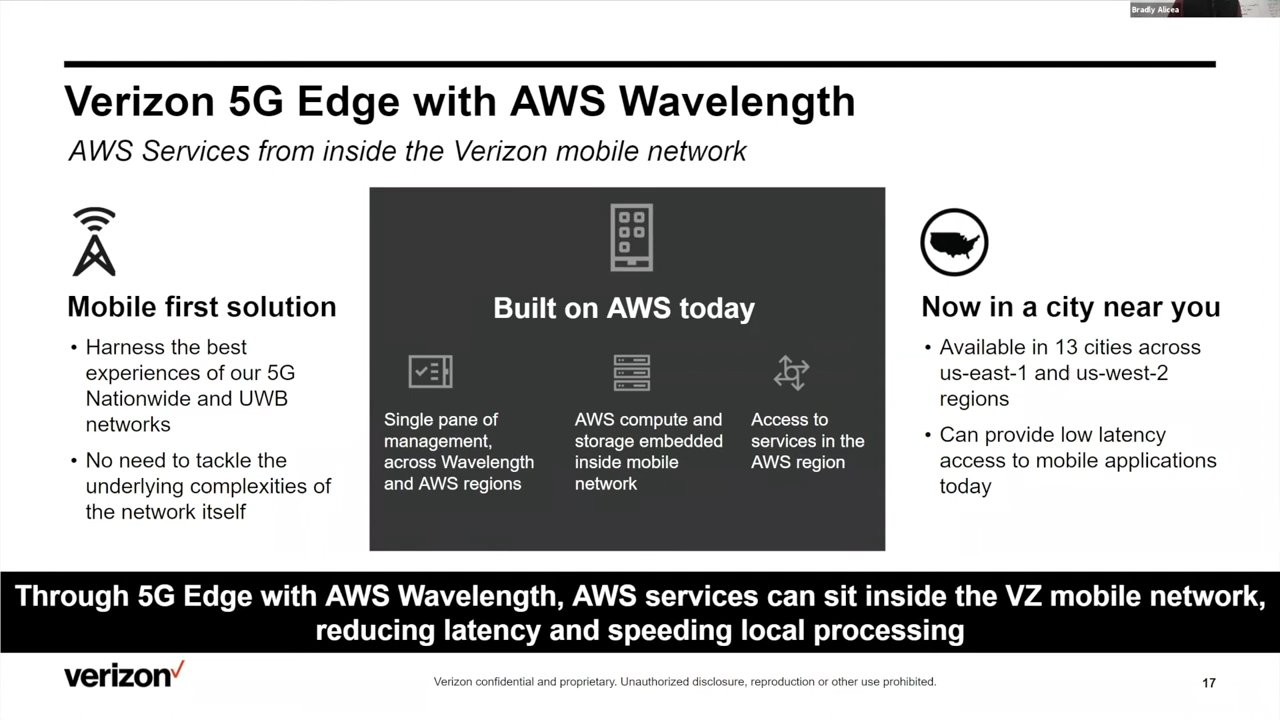 Bradly Alicea
Verizon 5G Edge with AWS Wavelength
AWS Services from inside the Verizon mobile network
Mobile first solution
• Harness the best
experiences of our 5G
Nationwide and UWB
networks
• No need to tackle the
underlying complexities of
the network itself
Built on AWS today
Single pane of
management,
across Wavelength
and AWS regions
AWS compute and
storage embedded
inside mobile
network
Access to
services in the
AWS region
Now in a city near you
• Available in 13 cities across
us-east-1 and us-west-2
regions
• Can provide low latency
access to mobile applications
today
Through 5G Edge with AWS Wavelength, AWS services can sit inside the VZ mobile network,
reducing latency and speeding local processing
verizon
Verizon confidential and proprietary. Unauthorized disclosure, reproduction or other use prohibited.
17